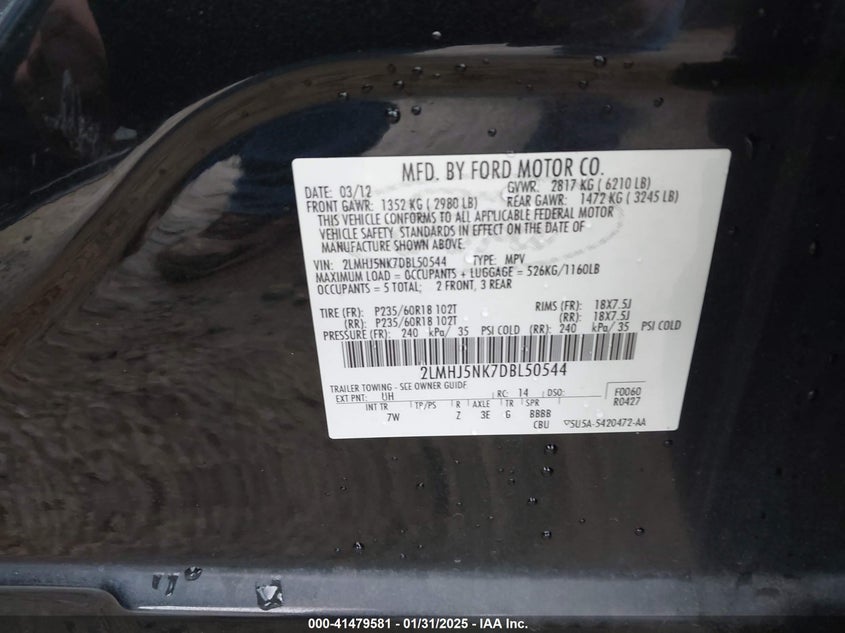 MFD. BY FORD MOTOR CO.
DATE: 03/12 GVWR: 2817 KG ( 6210 LB)
FRONT GAWR: 1352 KG ( 2980 LB) REAR GAWR: 1472 KG ( 3245 LB)
THIS VEHICLE CONFORMS TO ALL APPLICABLE FEDERAL MOTOR
VEHICLE SAFETY STANDARDS IN EFFECT ON THE DATE OF
MANUFACTURE SHOWN ABOVE.
VIN: 2LMHJ5NK7DBL50544 TYPE: MPV
MAXIMUM LOAD = OCCUPANTS + LUGGAGE = 526KG/1160LB
OCCUPANTS = 5 TOTAL; 2 FRONT, 3 REAR
TIRE (FR): P235/60R18 102T RIMS (FR): 18X7.5J
(RR): P235/60R18 102T (RR): 18X7.5J
PRESSURE (FR): 240 kPa/ 35 PSI COLD (RR): 240 kPa/ 35 PSI COLD
2LMHJ5NK7DBL50544
TRAILER TOWING - SEE OWNER GUIDE
EXT PNT: UH RC: 14 DSO: F0060
INT TR TP/PS R AXLE TR SPR R0427
7W Z 3E G BBBB
CBU 5U5A-5420472-AA
000-41479581 - 01/31/2025 - IAA Inc.